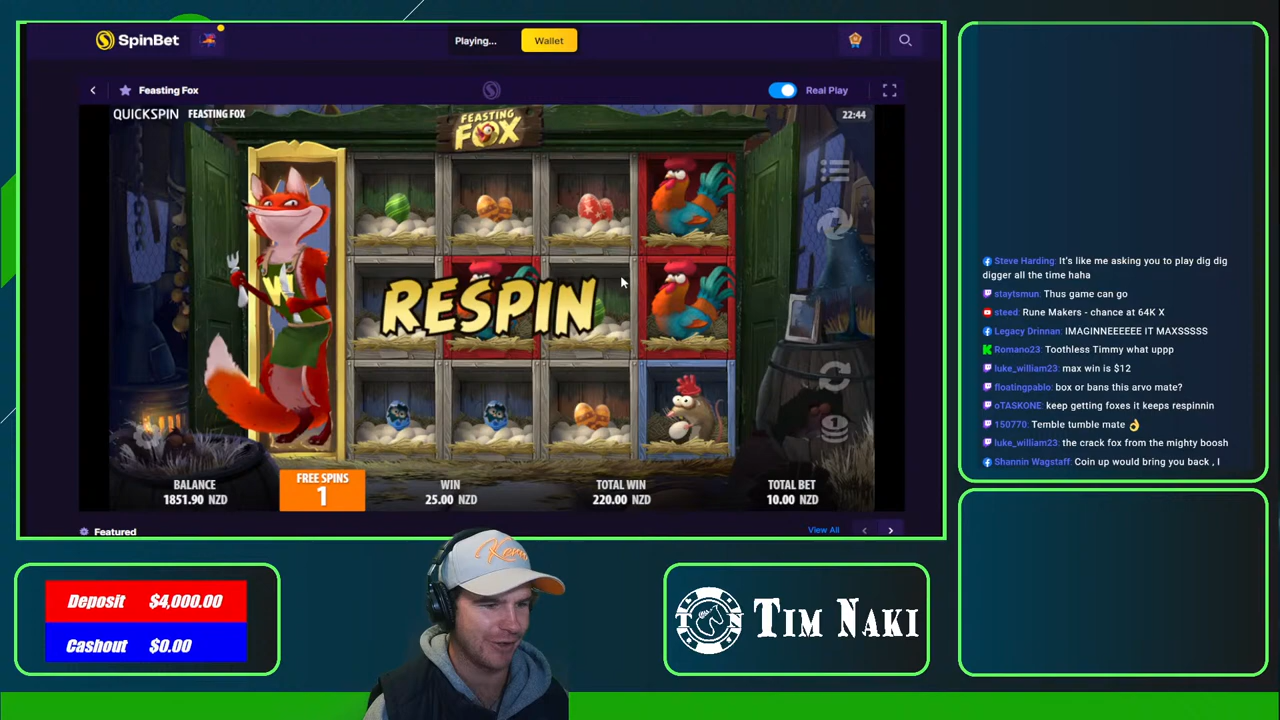 SpinBet
Playing...
Wallet
Feasting Fox
Real Play
QUICKSPIN FEASTING FOX
FEASTING
FOX
22:44
RESPIN
BALANCE
1851.90 NZD
FREE SPINS
1
WIN
25.00 NZD
TOTAL WIN
220.00 NZD
TOTAL BET
10.00 NZD
Featured
View All
Steve Harding: It's like me asking you to play dig dig
digger all the time haha
staytsmun: Thus game can go
steed: Rune Makers - chance at 64K X
Legacy Drinnan: IMAGINNEEEEEE IT MAXSSSSS
Romano23: Toothless Timmy what uppp
luke_william23: max win is $12
floatingpablo: box or bans this arvo mate?
oTASKONE: keep getting foxes it keeps respinnin
150770: Temble tumble mate 👌
luke_william23: the crack fox from the mighty boosh
Shannin Wagstaff: Coin up would bring you back , I
Deposit $4,000.00
Cashout $0.00
TIM NAKI